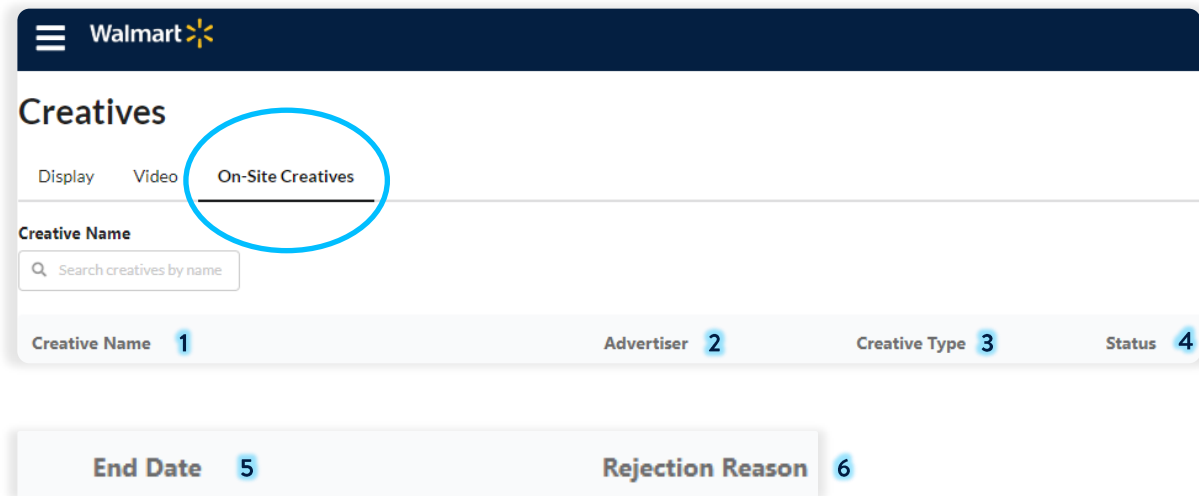 Walmart
Creatives
Display Video On-Site Creatives
Creative Name
Search creatives by name
Creative Name 1 Advertiser 2 Creative Type 3 Status 4
End Date 5 Rejection Reason 6